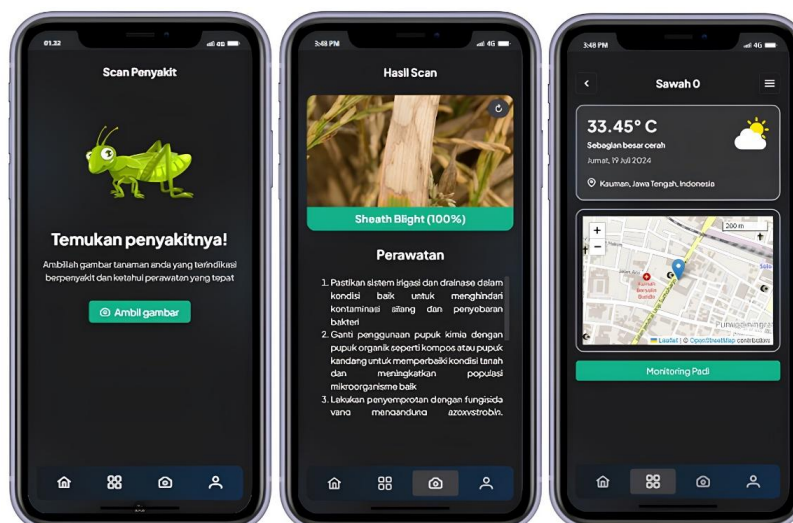 01.32
4G
Scan Penyakit
Temukan penyakitnya!
Ambillah gambar tanaman anda yang terindikasi
berpenyakit dan ketahui perawatan yang tepat
Ambil gambar
3:48 PM
4G
Hasil Scan
Sheath Blight (100%)
Perawatan
1. Pastikan sistem irigasi dan drainase dalam
kondisi baik untuk menghindari
kontaminasi silang dan penyebaran
bakteri
2. Ganti penggunaan pupuk kimia dengan
pupuk organik seperti kompos atau pupuk
kandang untuk memperbaiki kondisi tanah
dan meningkatkan populasi
mikroorganisme baik
3. Lakukan penyemprotan dengan fungisida
yang mengandung azoxystrobin.
3:48 PM
4G
Sawah 0
33.45° C
Sebagian besar cerah
Jumat, 19 Juli 2024
Kauman, Jawa Tengah, Indonesia
+
−
200 m
Rumah
Bersalin
Purwodiningrat
Leaflet | © OpenStreetMap contributors
Monitoring Padi